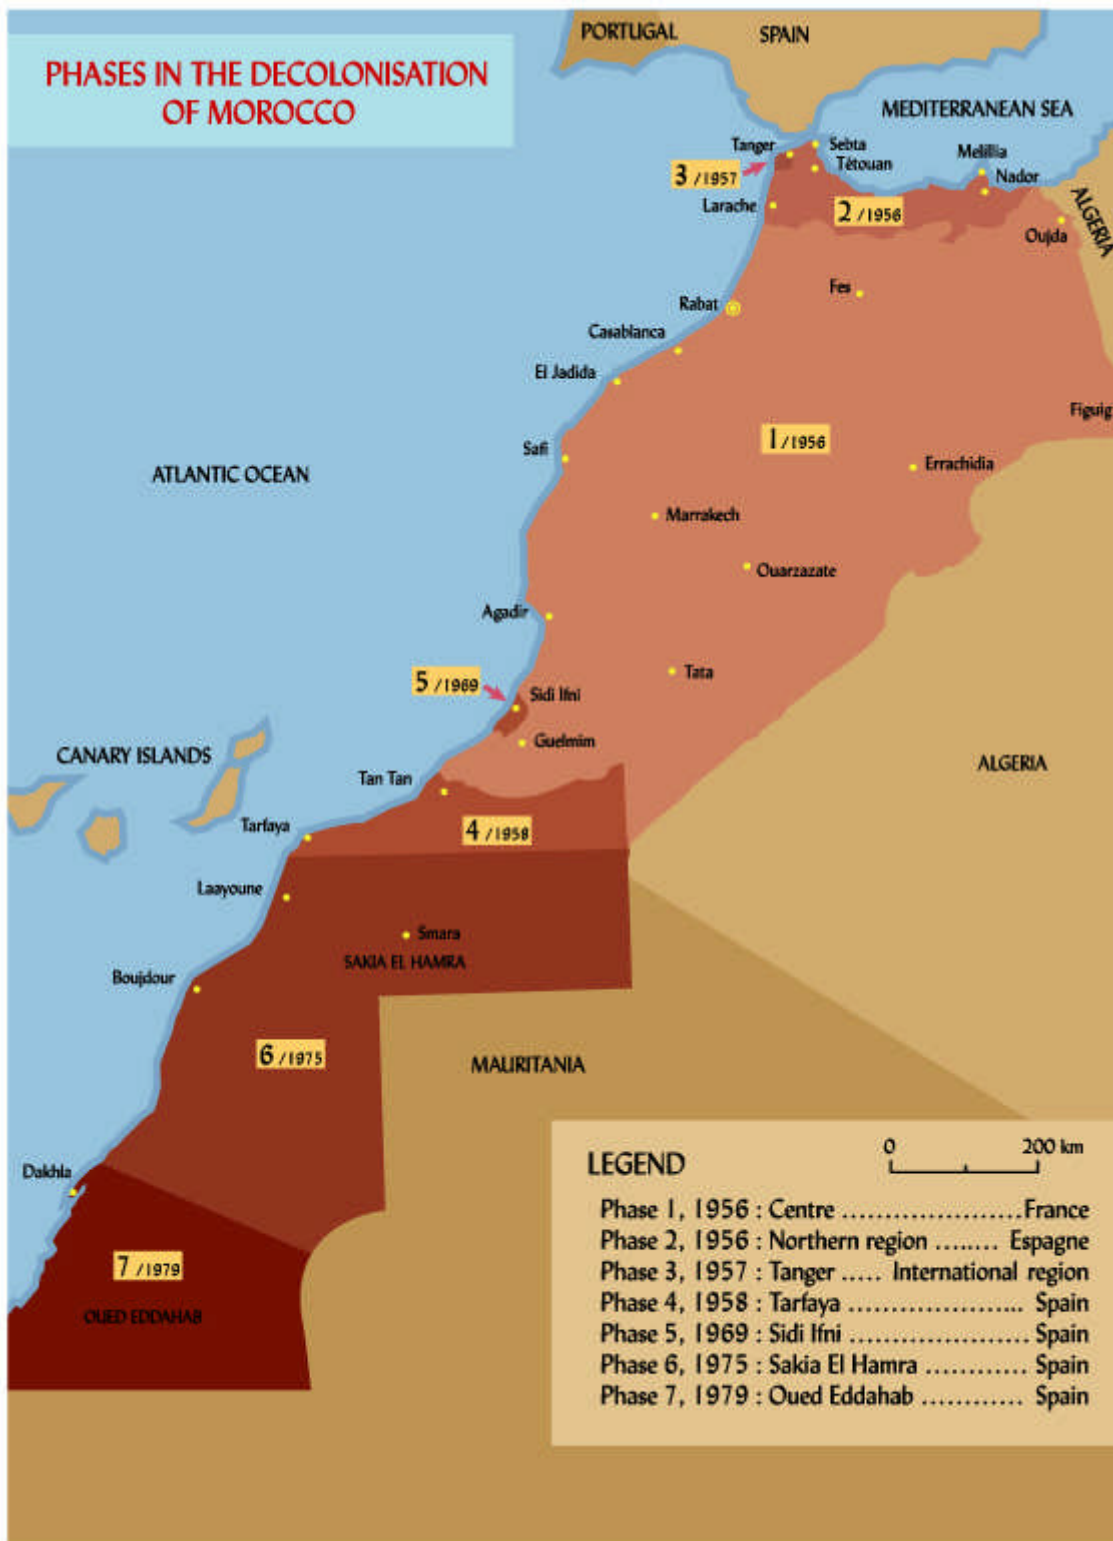 PORTUGAL
SPAIN
PHASES IN THE DECOLONISATION
OF MOROCCO
MEDITERRANEAN SEA
Tanger
Sebta
Melillia
3 /1957
Tétouan
Nador
Larache
2 /1956
ALGERIA
Oujda
Fes
Rabat
Casablanca
El Jadida
Figuig
1/1956
Safi
Errachidia
ATLANTIC OCEAN
Marrakech
Ouarzazate
Agadir
Tata
5 /1969
Sidi Ifni
Guelmim
CANARY ISLANDS
ALGERIA
Tan Tan
Tarfaya
4 /1958
Laayoune
Smara
SAKIA EL HAMRA
Boujdour
6 /1975
MAURITANIA
Dakhla
7 /1979
OUED EDDAHAB
0 200 km
LEGEND
Phase 1, 1956 : Centre .....................France
Phase 2, 1956 : Northern region ........ Espagne
Phase 3, 1957 : Tanger ..... International region
Phase 4, 1958 : Tarfaya ..................... Spain
Phase 5, 1969 : Sidi Ifni ..................... Spain
Phase 6, 1975 : Sakia El Hamra ............ Spain
Phase 7, 1979 : Oued Eddahab ............ Spain